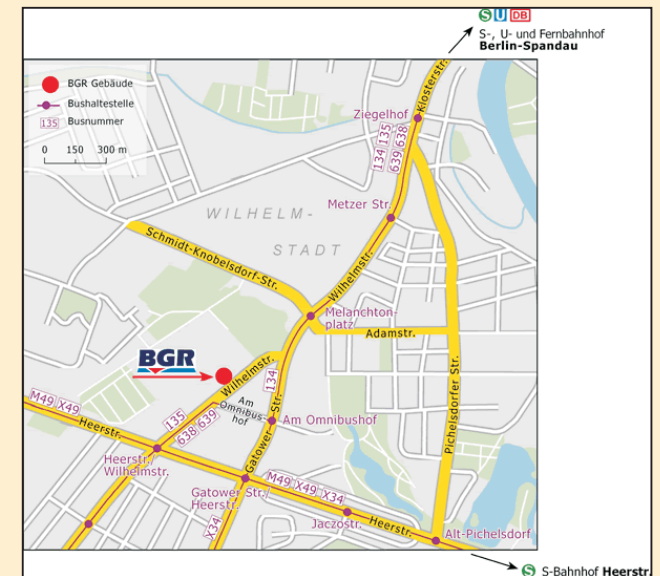 S U DB
S-, U- und Fernbahnhof
Berlin-Spandau
BGR Gebäude
Bushaltestelle
135 Busnummer
0 150 300 m
Klosterstr.
Ziegelhof
134 135
639 638
Metzer Str.
WILHELM-
STADT
Schmidt-Knobelsdorf-Str.
Wilhelmstr.
Melanchton-
platz
Adamstr.
Pichelsdorfer Str.
BGR
Wilhelmstr.
134
Am
Omnibus-
hof
Am Omnibushof
Gatower Str.
M49 X49
Heerstr.
135
638 639
Heerstr.
Wilhelmstr.
Gatower Str.
Heerstr.
M49 X49 X34
Jaczostr.
Heerstr.
Alt-Pichelsdorf
X34
S S-Bahnhof Heerstr.